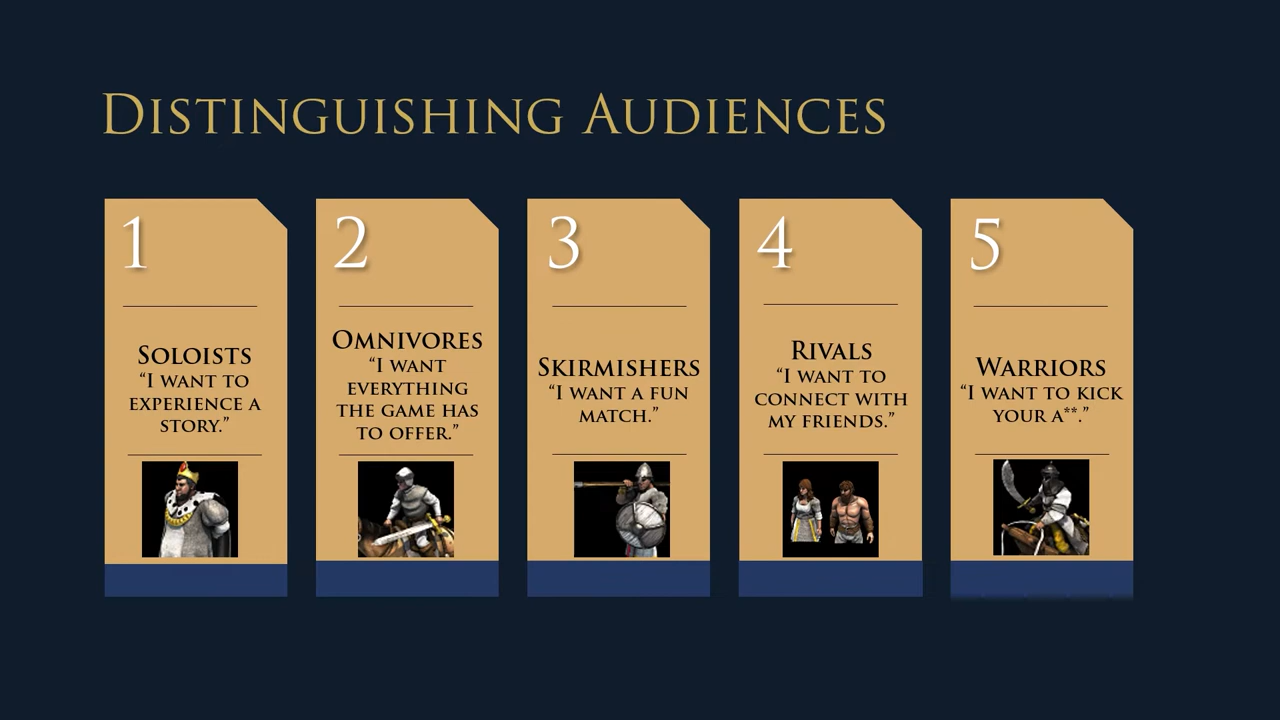 Distinguishing Audiences
1
Soloists
“I want to
experience a
story.”
2
Omnivores
“I want
everything
the game has
to offer.”
3
Skirmishers
“I want a fun
match.”
4
Rivals
“I want to
connect with
my friends.”
5
Warriors
“I want to kick
your a**.”